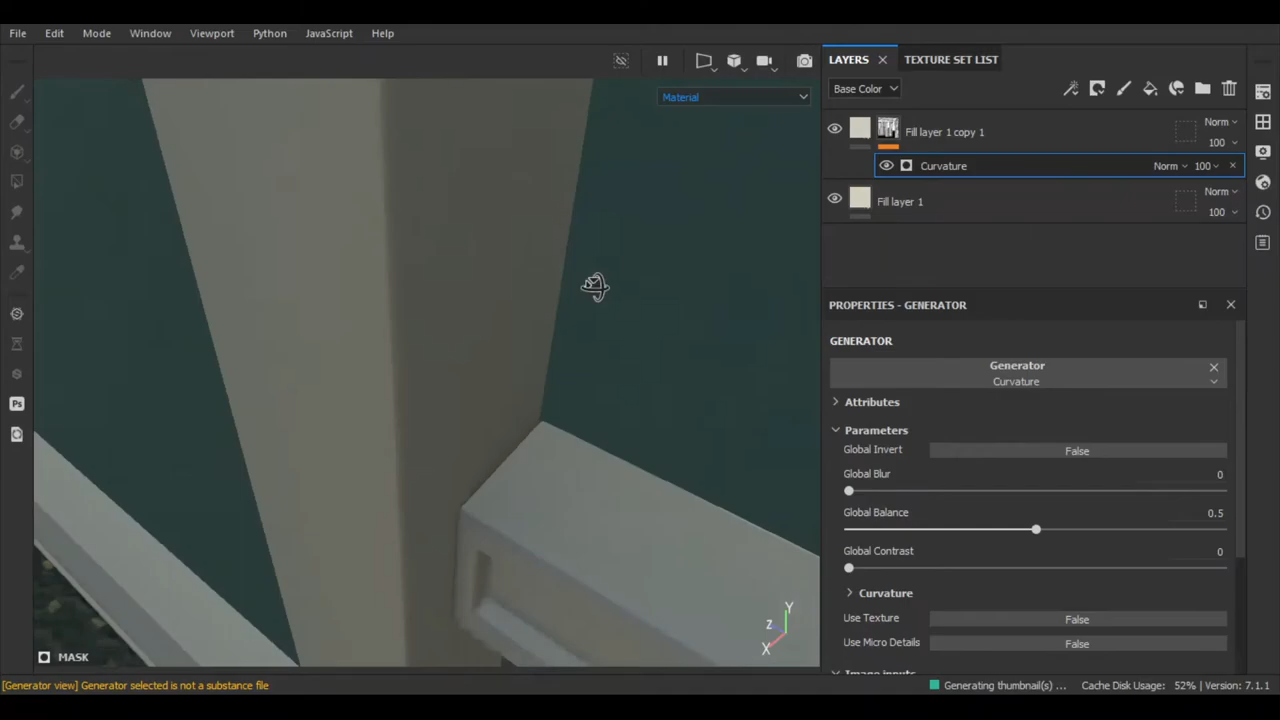 File Edit Mode Window Viewport Python JavaScript Help
LAYERS TEXTURE SET LIST
Base Color
Material
Fill layer 1 copy 1
Norm
100
Curvature Norm 100
Fill layer 1
Norm
100
PROPERTIES - GENERATOR
GENERATOR
Generator
Curvature
Attributes
Parameters
Global Invert False
Global Blur 0
Global Balance 0.5
Global Contrast 0
Curvature
Use Texture False
Use Micro Details False
Image inputs
Ps
Y
Z
X
MASK
[Generator view] Generator selected is not a substance file
Generating thumbnail(s) ... Cache Disk Usage: 52% | Version: 7.1.1